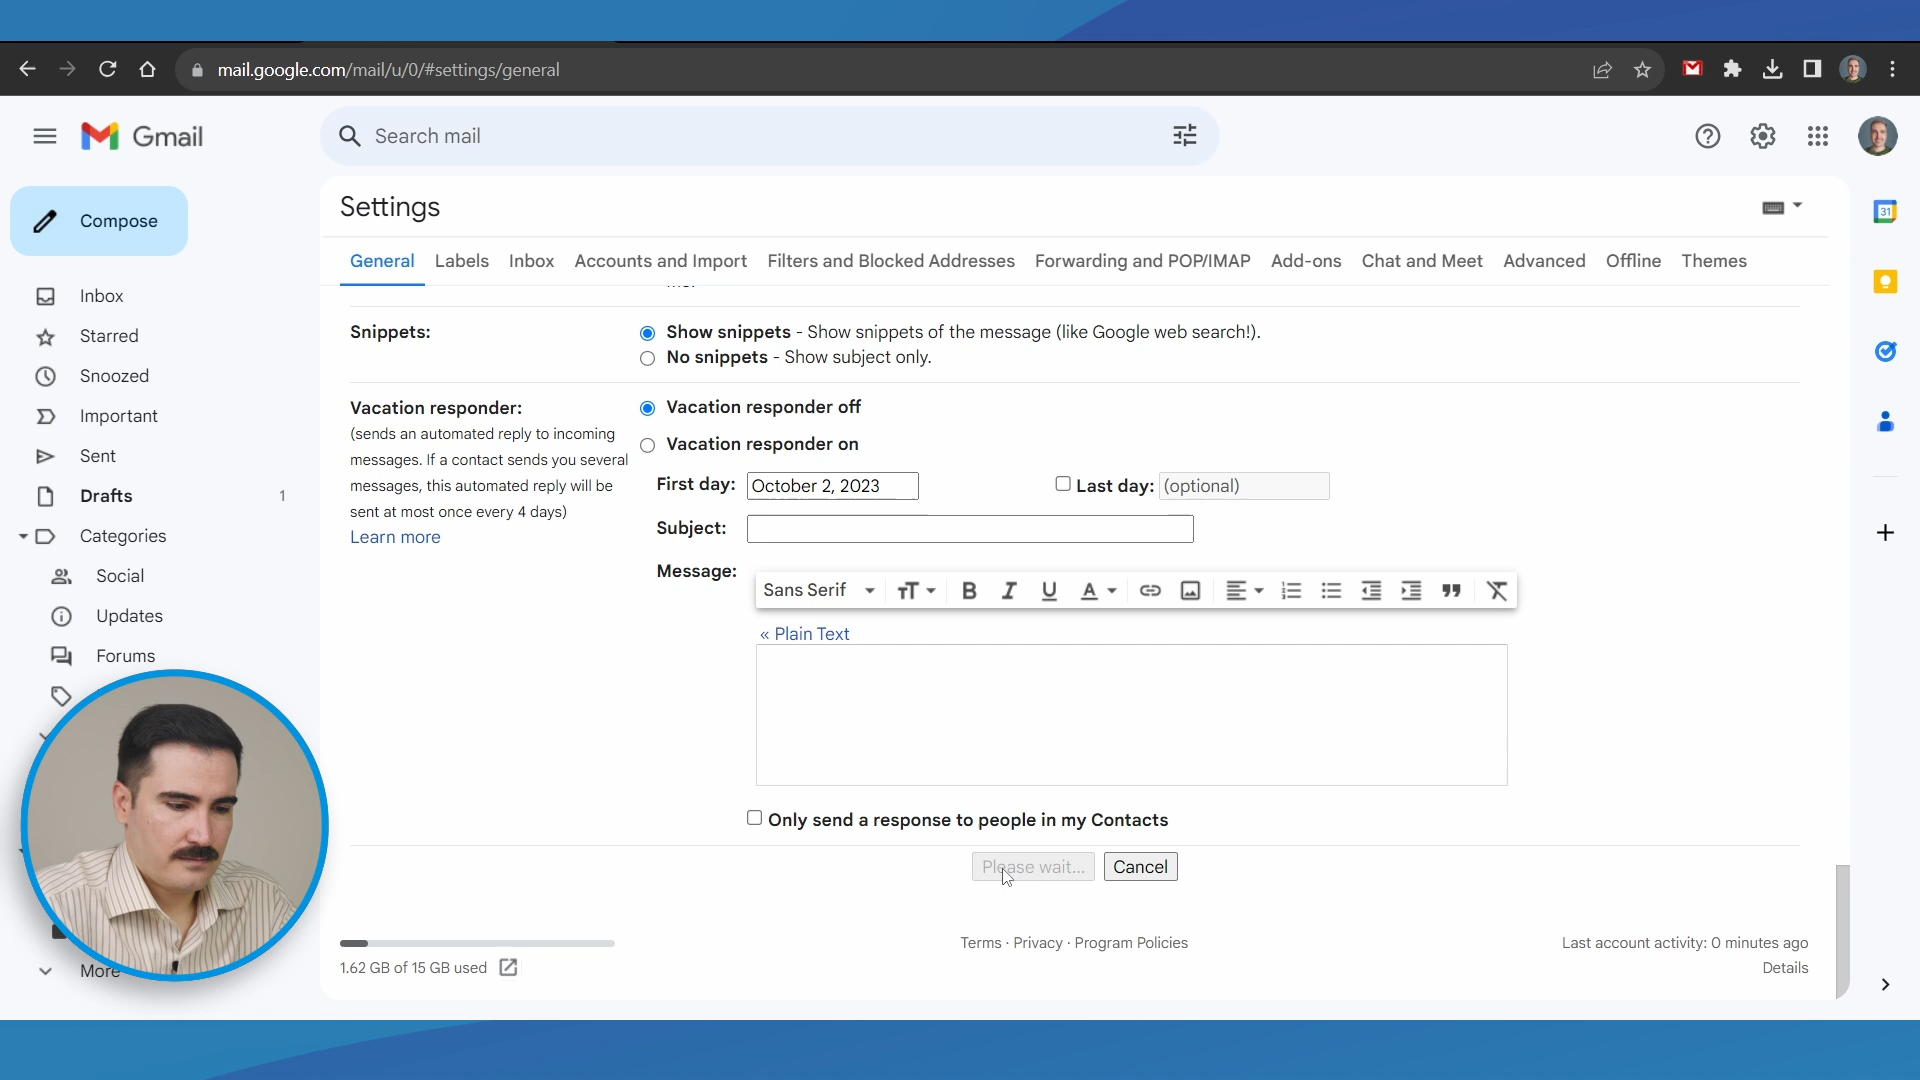 mail.google.com/mail/u/0/#settings/general
Gmail
Search mail
Compose
Inbox
Starred
Snoozed
Important
Sent
Drafts 1
Categories
Social
Updates
Forums
More
1.62 GB of 15 GB used
Settings
General Labels Inbox Accounts and Import Filters and Blocked Addresses Forwarding and POP/IMAP Add-ons Chat and Meet Advanced Offline Themes
Snippets:
Show snippets - Show snippets of the message (like Google web search!).
No snippets - Show subject only.
Vacation responder:
(sends an automated reply to incoming
messages. If a contact sends you several
messages, this automated reply will be
sent at most once every 4 days)
Learn more
Vacation responder off
Vacation responder on
First day: October 2, 2023 Last day: (optional)
Subject:
Message:
Sans Serif
« Plain Text
Only send a response to people in my Contacts
Please wait... Cancel
Terms · Privacy · Program Policies
Last account activity: 0 minutes ago
Details
31